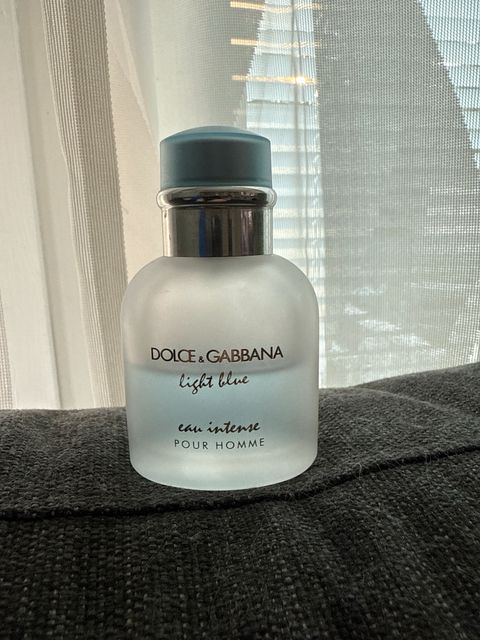 DOLCE & GABBANA
light blue
eau intense
POUR HOMME